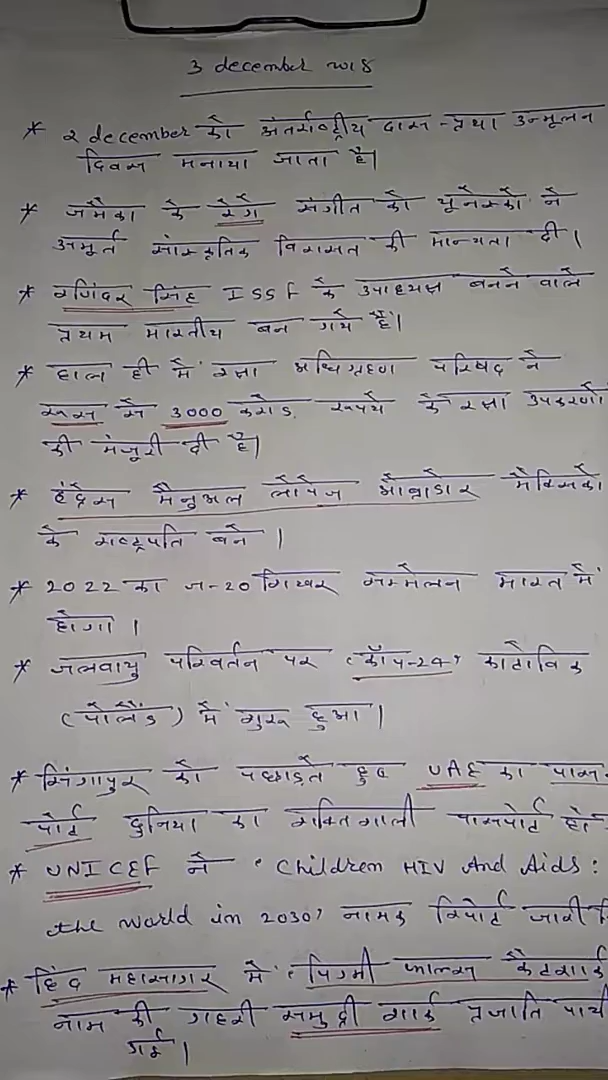 3 december 2018
* 2 december को अंतर्राष्ट्रीय दास प्रथा उन्मूलन
दिवस मनाया जाता है।
* जमैका के रेगे संगीत को यूनेस्को ने
अमूर्त सांस्कृतिक विरासत की मान्यता दी।
* रणिंदर सिंह ISSF के उपाध्यक्ष बनने वाले
प्रथम भारतीय बन गये हैं।
* हाल ही में रक्षा अधिग्रहण परिषद ने
रूस से 3000 करोड़ रूपये के रक्षा उपकरणों
की मंजूरी दी है।
* हंद्रेस मैनुअल लोपेज ओब्राडोर मैक्सिको
के राष्ट्रपति बने।
* 2022 का ज-20 शिखर सम्मेलन भारत में
होगा।
* जलवायु परिवर्तन पर 'कॉप-24' काटोविक
(पोलैंड) में शुरू हुआ।
* सिंगापुर को पछाड़ते हुए UAE का पास-
पोर्ट दुनिया का शक्तिशाली पासपोर्ट हो
* UNICEF ने 'Children HIV And Aids:
the world in 2030' नामक रिपोर्ट जारी
* हिंद महासागर में 'पिग्मी फाल्स कैटशार्क
नाम की गहरी समुद्री शार्क प्रजाति पायी
गई।